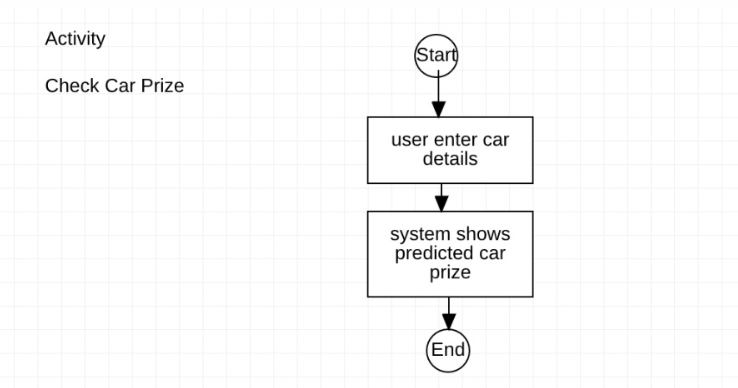 Activity
Check Car Prize
Start
user enter car
details
system shows
predicted car
prize
End